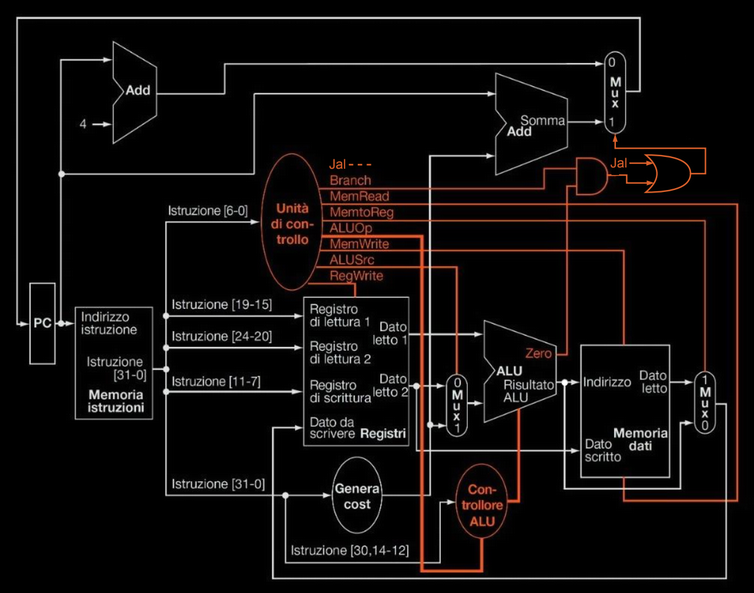 Add
4
0
Mux
1
Somma
Add
Jal
Jal
Branch
MemRead
MemtoReg
ALUOp
MemWrite
ALUSrc
RegWrite
Unità
di con-
trollo
Istruzione [6-0]
PC
Indirizzo
istruzione
Istruzione
[31-0]
Memoria
istruzioni
Istruzione [19-15]
Istruzione [24-20]
Istruzione [11-7]
Registro
di lettura 1
Registro
di lettura 2
Registro
di scrittura
Dato da
scrivere
Registri
Dato
letto 1
Dato
letto 2
0
Mux
1
Zero
ALU
Risultato
ALU
Indirizzo
Dato
letto
Memoria
dati
Dato
scritto
1
Mux
0
Istruzione [31-0]
Genera
cost
Con-
trollore
ALU
Istruzione [30,14-12]